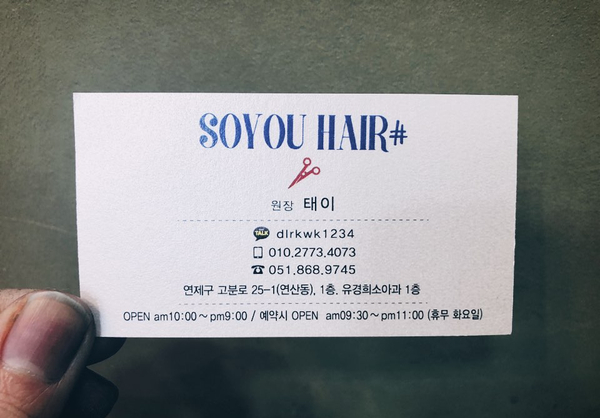 SOYOU HAIR#
원장 태이
TALK dlrkwk1234
010.2773.4073
051.868.9745
연제구 고분로 25-1(연산동), 1층, 유경희소아과 1층
OPEN am10:00~pm9:00 / 예약시 OPEN am09:30~pm11:00 (휴무 화요일)